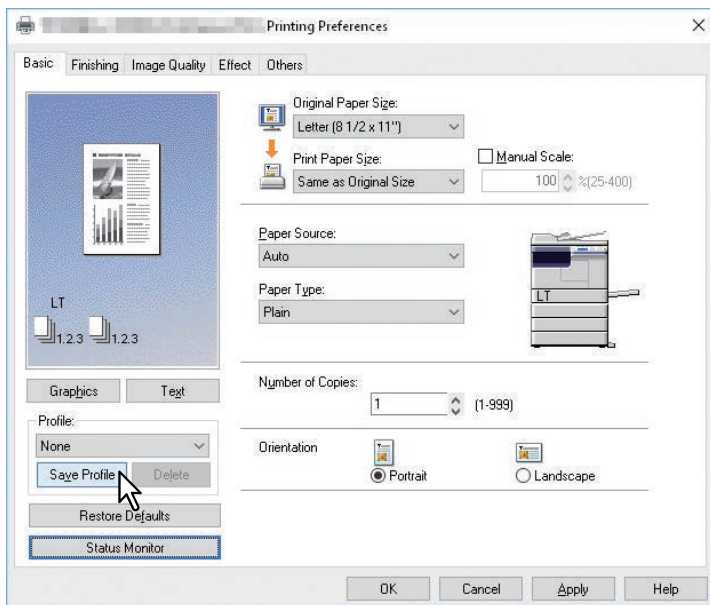 Printing Preferences
Basic Finishing Image Quality Effect Others
Original Paper Size:
Letter (8 1/2 x 11")
Print Paper Size:
Same as Original Size
Manual Scale:
100 %(25-400)
Paper Source:
Auto
Paper Type:
Plain
LT
LT
1.2.3 1.2.3
Graphics Text
Number of Copies:
1 (1-999)
Profile:
None
Save Profile Delete
Orientation
Portrait Landscape
Restore Defaults
Status Monitor
OK Cancel Apply Help